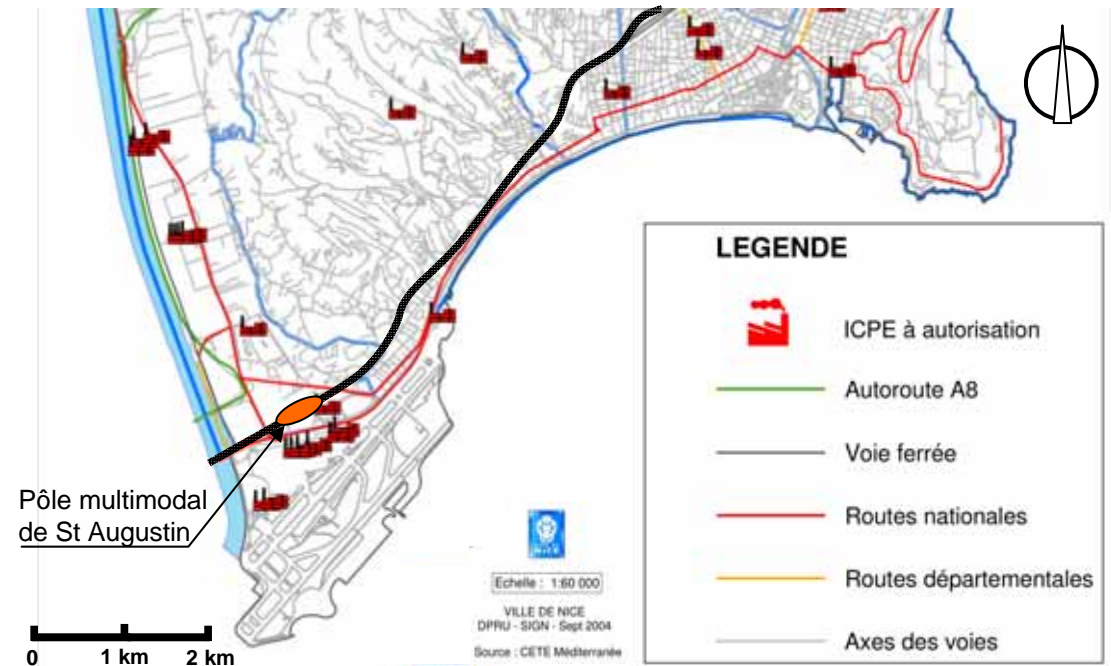 LEGENDE
ICPE à autorisation
Autoroute A8
Voie ferrée
Routes nationales
Routes départementales
Axes des voies
Pôle multimodal
de St Augustin
NICE
Echelle : 1:60 000
VILLE DE NICE
DPRU - SIGN - Sept 2004
Source : CETE Méditerranée
0 1 km 2 km